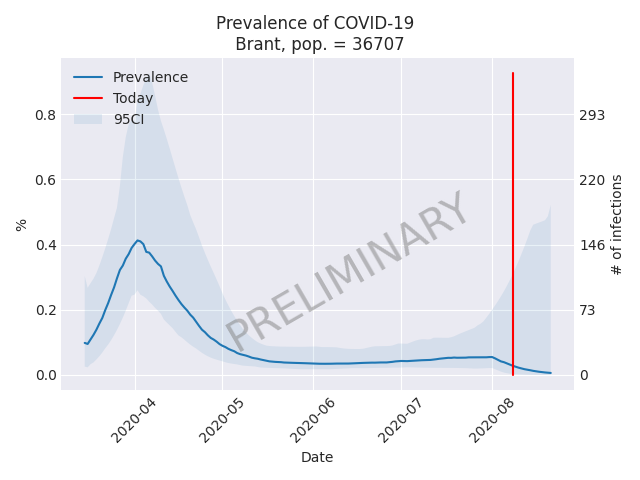 Prevalence of COVID-19
Brant, pop. = 36707
Prevalence
Today
95CI
%
0.8
0.6
0.4
0.2
0.0
293
220
146
73
0
# of infections
PRELIMINARY
2020-04
2020-05
2020-06
2020-07
2020-08
Date